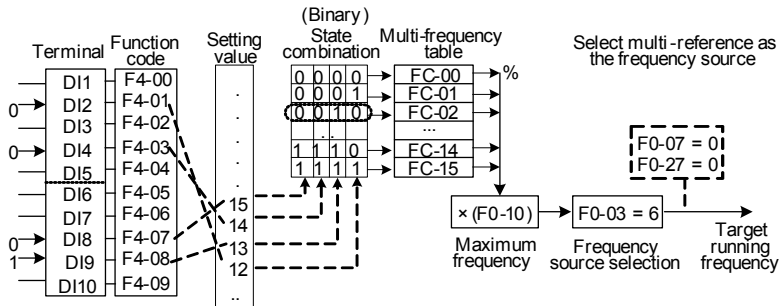 (Binary)
Terminal
Function code
Setting value
State combination
Multi-frequency table
Select multi-reference as the frequency source
DI1
F4-00
.
0 0 0 0
FC-00
%
0
DI2
F4-01
.
0 0 0 1
FC-01
DI3
F4-02
.
0 0 1 0
FC-02
0
DI4
F4-03
.
..
...
F0-07 = 0
F0-27 = 0
DI5
F4-04
.
1 1 1 0
FC-14
1 1 1 1
FC-15
DI6
F4-05
15
DI7
F4-06
14
× (F0-10)
F0-03 = 6
0
DI8
F4-07
13
1
DI9
F4-08
12
DI10
F4-09
..
Maximum frequency
Frequency source selection
Target running frequency